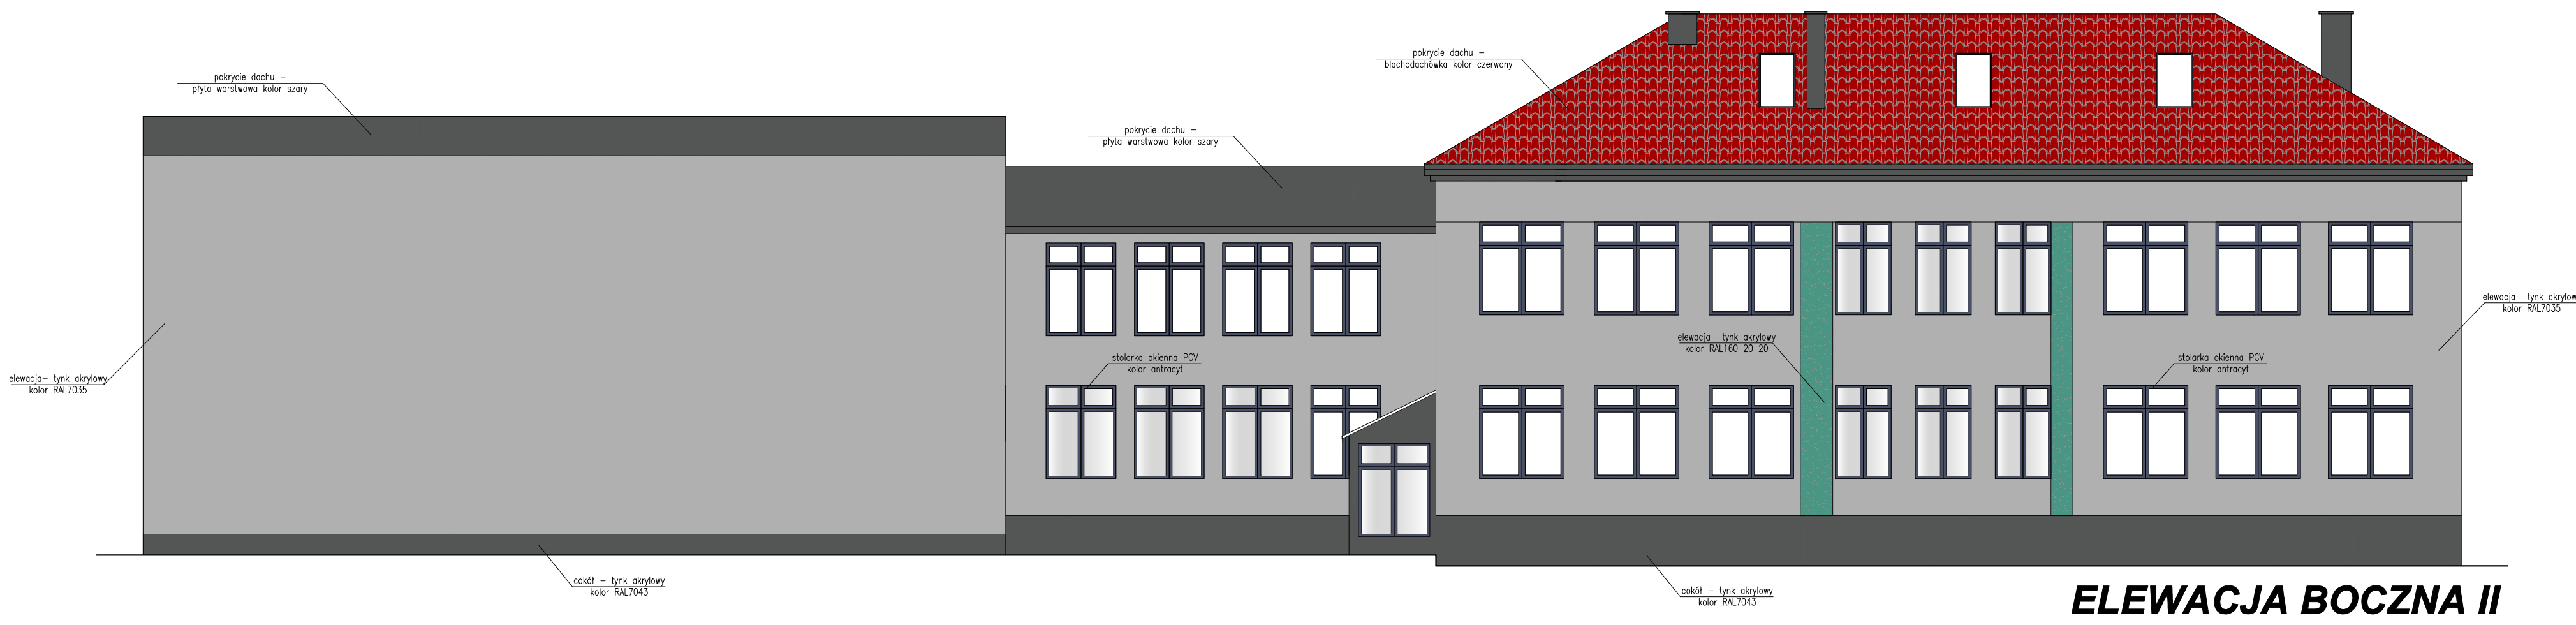 pokrycie dachu –
blachodachówka kolor czerwony
pokrycie dachu –
płyta warstwowa kolor szary
pokrycie dachu –
płyta warstwowa kolor szary
elewacja– tynk akrylow
kolor RAL7035
elewacja– tynk akrylowy
kolor RAL160 20 20
stolarka okienna PCV
kolor antracyt
stolarka okienna PCV
kolor antracyt
elewacja– tynk akrylowy
kolor RAL7035
cokół – tynk akrylowy
kolor RAL7043
cokół – tynk akrylowy
kolor RAL7043
ELEWACJA BOCZNA II